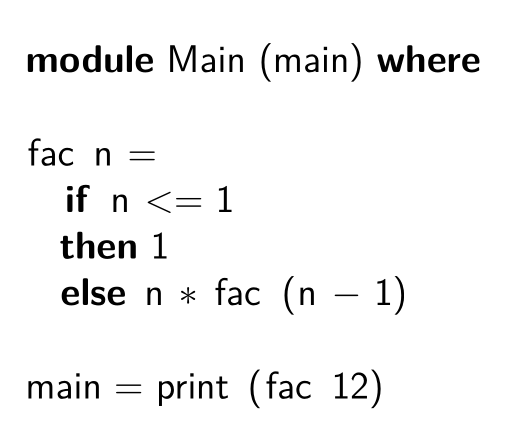 module Main (main) where
fac n =
if n <= 1
then 1
else n * fac (n − 1)
main = print (fac 12)